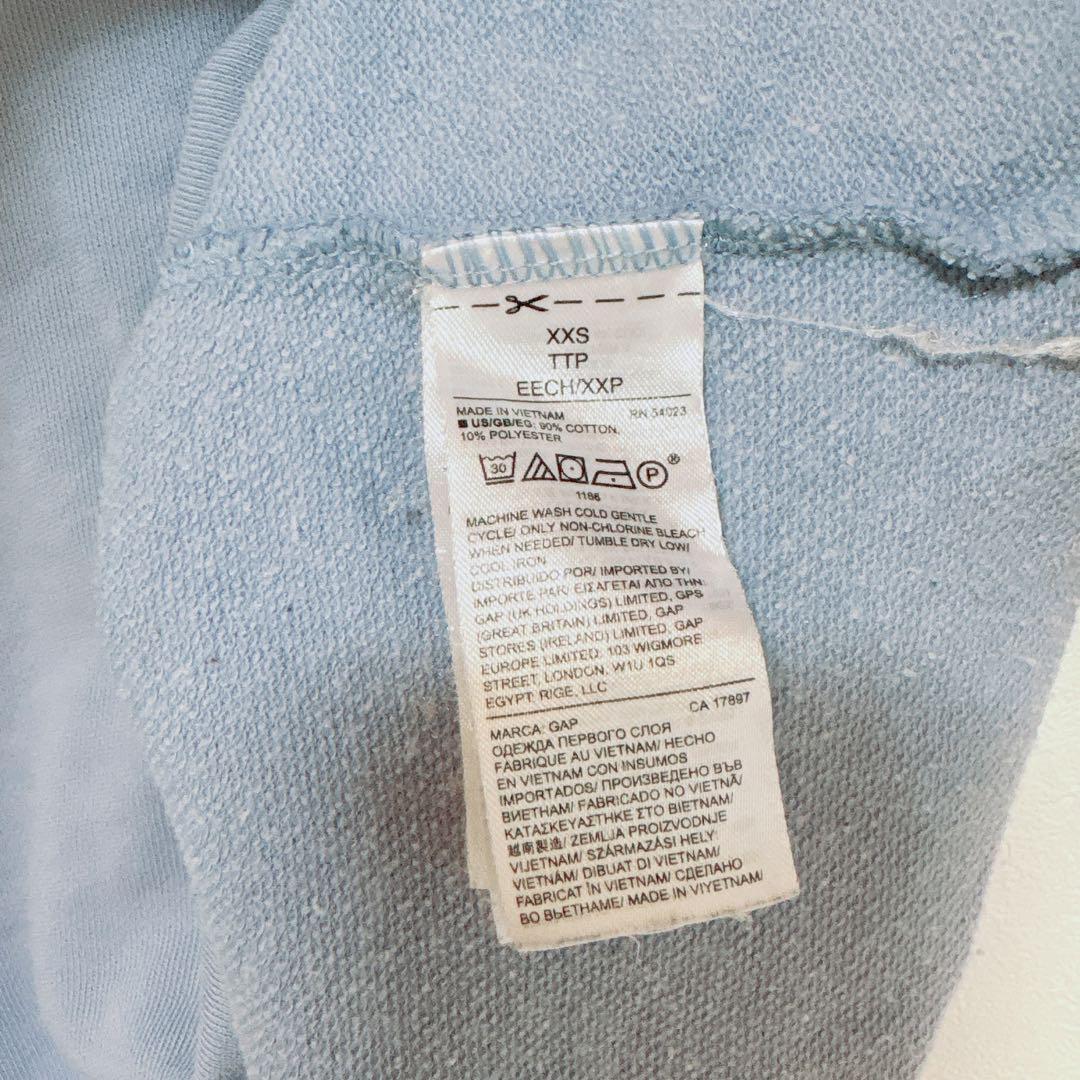 XXS
TTP
EECH/XXP
MADE IN VIETNAM RN 54023
US/GB/EG: 90% COTTON,
10% POLYESTER
30 P®
1186
MACHINE WASH COLD GENTLE
CYCLE/ ONLY NON-CHLORINE BLEACH
WHEN NEEDED/ TUMBLE DRY LOW/
COOL IRON
DISTRIBUIDO POR/ IMPORTED BY/
IMPORTE PAR/ ΕΙΣΑΓΕΤΑΙ ΑΠΟ ΤΗΝ:
GAP (UK HOLDINGS) LIMITED, GPS
(GREAT BRITAIN) LIMITED, GAP
STORES (IRELAND) LIMITED, GAP
EUROPE LIMITED: 103 WIGMORE
STREET, LONDON, W1U 1QS
EGYPT: RIGE, LLC
CA 17897
MARCA: GAP
ОДЕЖДА ПЕРВОГО СЛОЯ
FABRIQUE AU VIETNAM/ HECHO
EN VIETNAM CON INSUMOS
IMPORTADOS/ ПРОИЗВЕДЕНО ВЪВ
ВИЕТНАМ/ FABRICADO NO VIETNÃ/
ΚΑΤΑΣΚΕΥΑΣΤΗΚΕ ΣΤΟ ΒΙΕΤΝΑΜ/
越南製造/ ZEMLJA PROIZVODNJE
VIJETNAM/ SZÁRMAZÁSI HELY:
VIETNÁM/ DIBUAT DI VIETNAM/
FABRICAT ÎN VIETNAM/ СДЕЛАНО
ВО ВЬЕТНАМЕ/ MADE IN VIYETNAM/